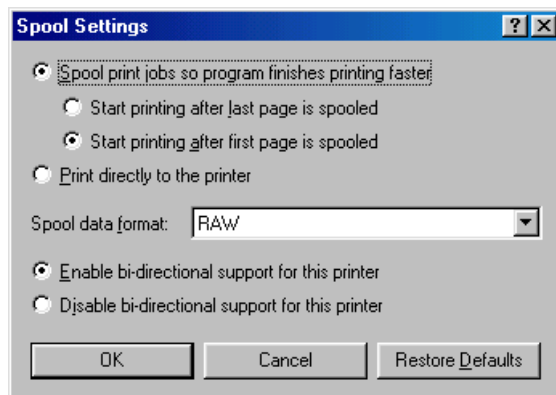 Spool Settings
Spool print jobs so program finishes printing faster
Start printing after last page is spooled
Start printing after first page is spooled
Print directly to the printer
Spool data format: RAW
Enable bi-directional support for this printer
Disable bi-directional support for this printer
OK Cancel Restore Defaults